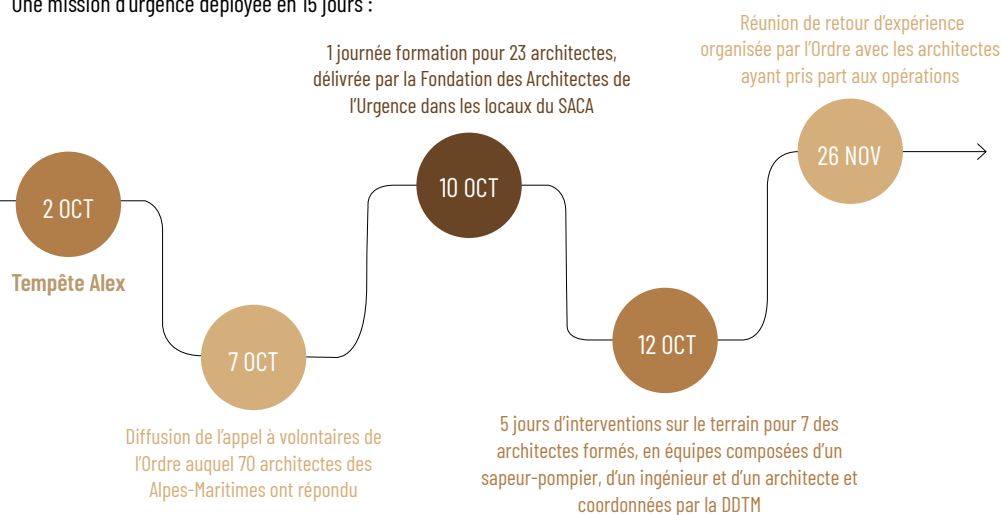 Une mission d'urgence déployée en 15 jours :
2 OCT
Tempête Alex
7 OCT
Diffusion de l'appel à volontaires de
l'Ordre auquel 70 architectes des
Alpes-Maritimes ont répondu
1 journée formation pour 23 architectes,
délivrée par la Fondation des Architectes de
l'Urgence dans les locaux du SACA
10 OCT
12 OCT
5 jours d'interventions sur le terrain pour 7 des
architectes formés, en équipes composées d'un
sapeur-pompier, d'un ingénieur et d'un architecte et
coordonnées par la DDTM
Réunion de retour d'expérience
organisée par l'Ordre avec les architectes
ayant pris part aux opérations
26 NOV